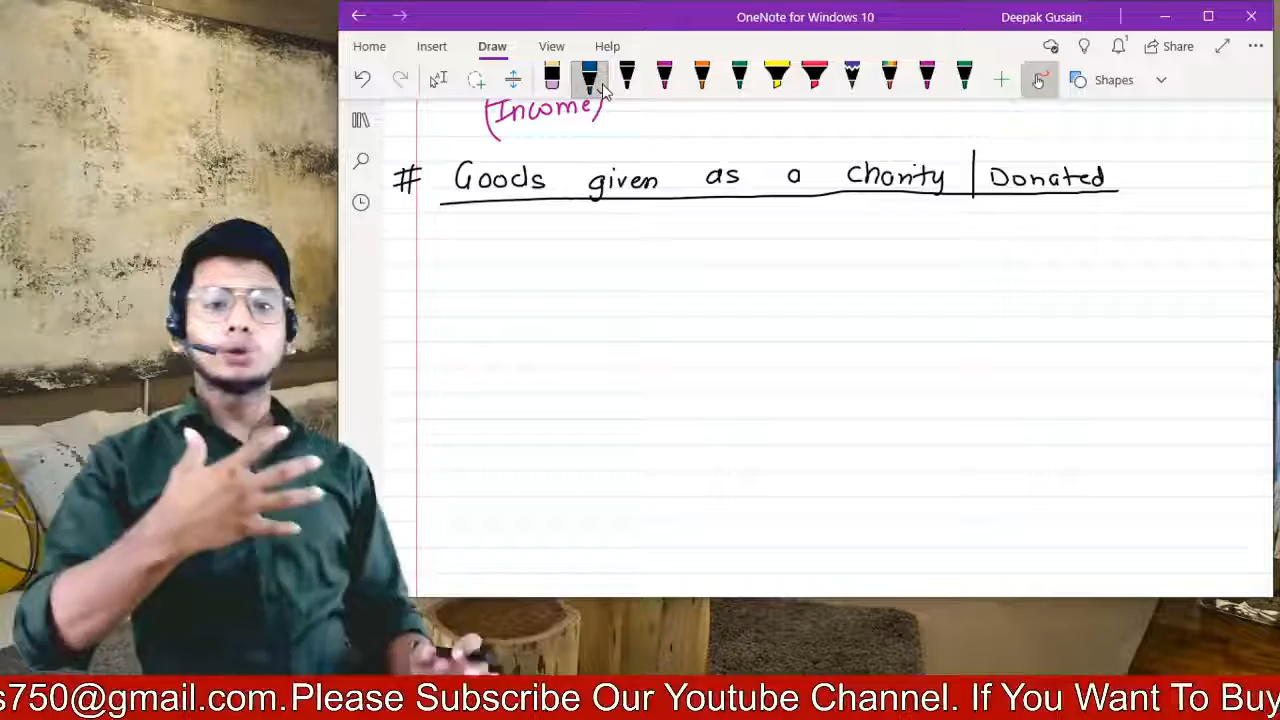 OneNote for Windows 10
Deepak Gusain
Home Insert Draw View Help
Share
Shapes
(Income)
# Goods given as a charity | Donated
s750@gmail.com.Please Subscribe Our Youtube Channel. If You Want To Buy